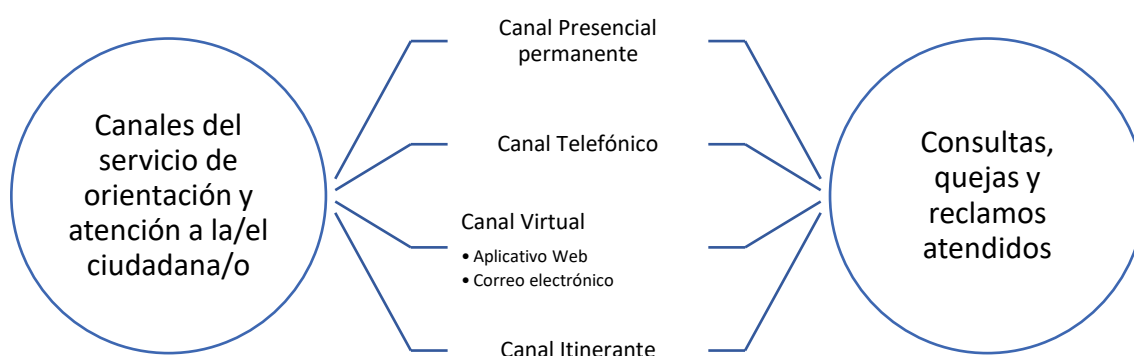 Canales del
servicio de
orientación y
atención a la/el
ciudadana/o
Canal Presencial
permanente
Canal Telefónico
Canal Virtual
• Aplicativo Web
• Correo electrónico
Canal Itinerante
Consultas,
quejas y
reclamos
atendidos